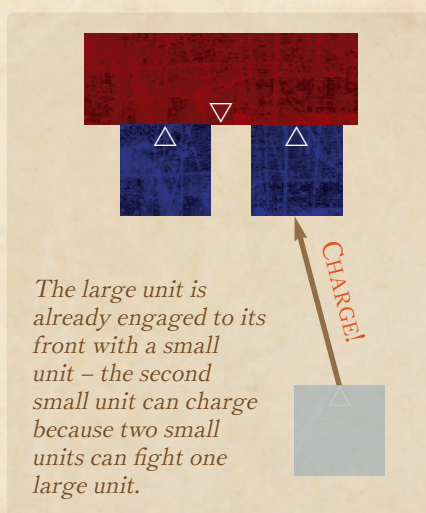 CHARGE!
The large unit is
already engaged to its
front with a small
unit – the second
small unit can charge
because two small
units can fight one
large unit.